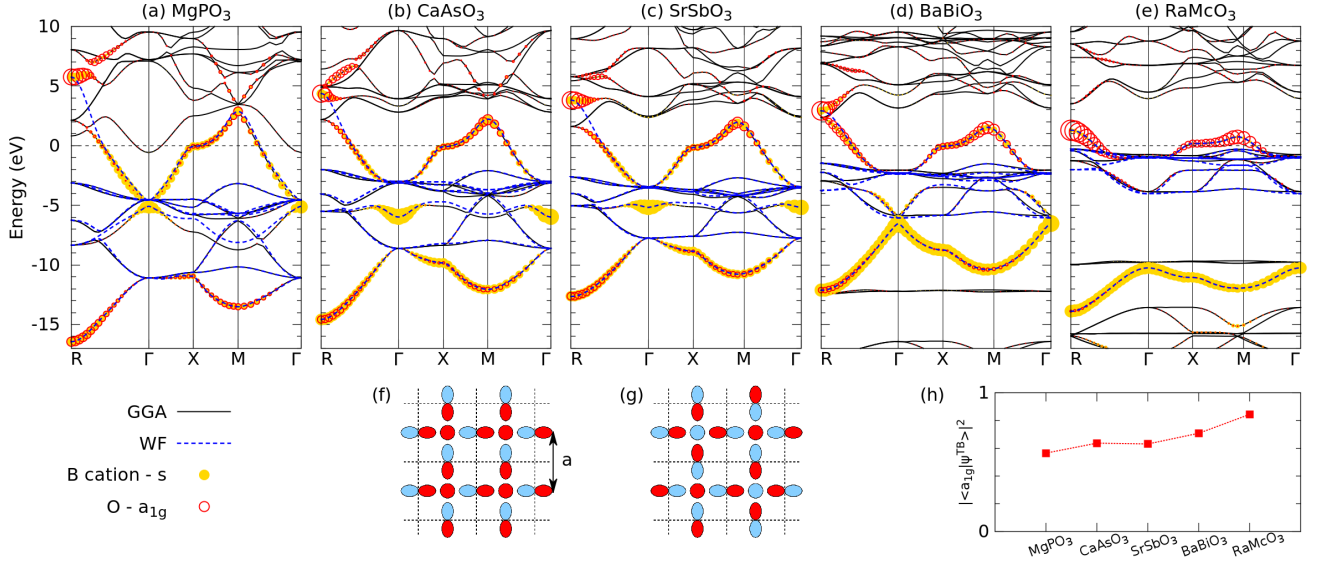 (a) MgPO₃ (b) CaAsO₃ (c) SrSbO₃ (d) BaBiO₃ (e) RaMcO₃
Energy (eV)
10
5
0
-5
-10
-15
R Γ X M Γ R Γ X M Γ R Γ X M Γ R Γ X M Γ R Γ X M Γ
GGA
WF
B cation - s
O - a₁g
(f)
a
(g)
(h)
|<a₁g|ψᵀᴮ>|²
1
0
MgPO₃ CaAsO₃ SrSbO₃ BaBiO₃ RaMcO₃